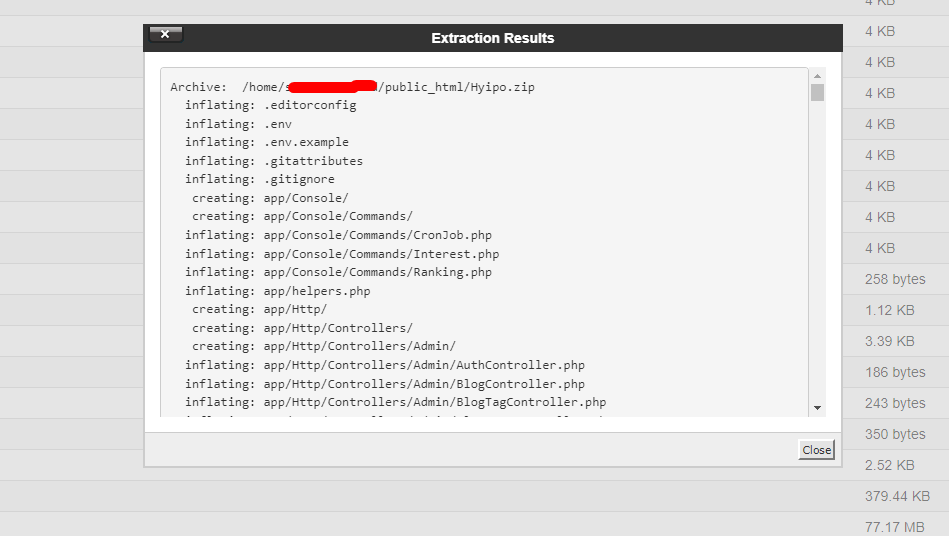 4 KB
Extraction Results
4 KB
4 KB
4 KB
4 KB
4 KB
4 KB
4 KB
4 KB
258 bytes
1.12 KB
3.39 KB
186 bytes
243 bytes
350 bytes
2.52 KB
379.44 KB
77.17 MB
Archive: /home/s /public_html/Hyipo.zip
inflating: .editorconfig
inflating: .env
inflating: .env.example
inflating: .gitattributes
inflating: .gitignore
creating: app/Console/
creating: app/Console/Commands/
inflating: app/Console/Commands/CronJob.php
inflating: app/Console/Commands/Interest.php
inflating: app/Console/Commands/Ranking.php
inflating: app/helpers.php
creating: app/Http/
creating: app/Http/Controllers/
creating: app/Http/Controllers/Admin/
inflating: app/Http/Controllers/Admin/AuthController.php
inflating: app/Http/Controllers/Admin/BlogController.php
inflating: app/Http/Controllers/Admin/BlogTagController.php
Close